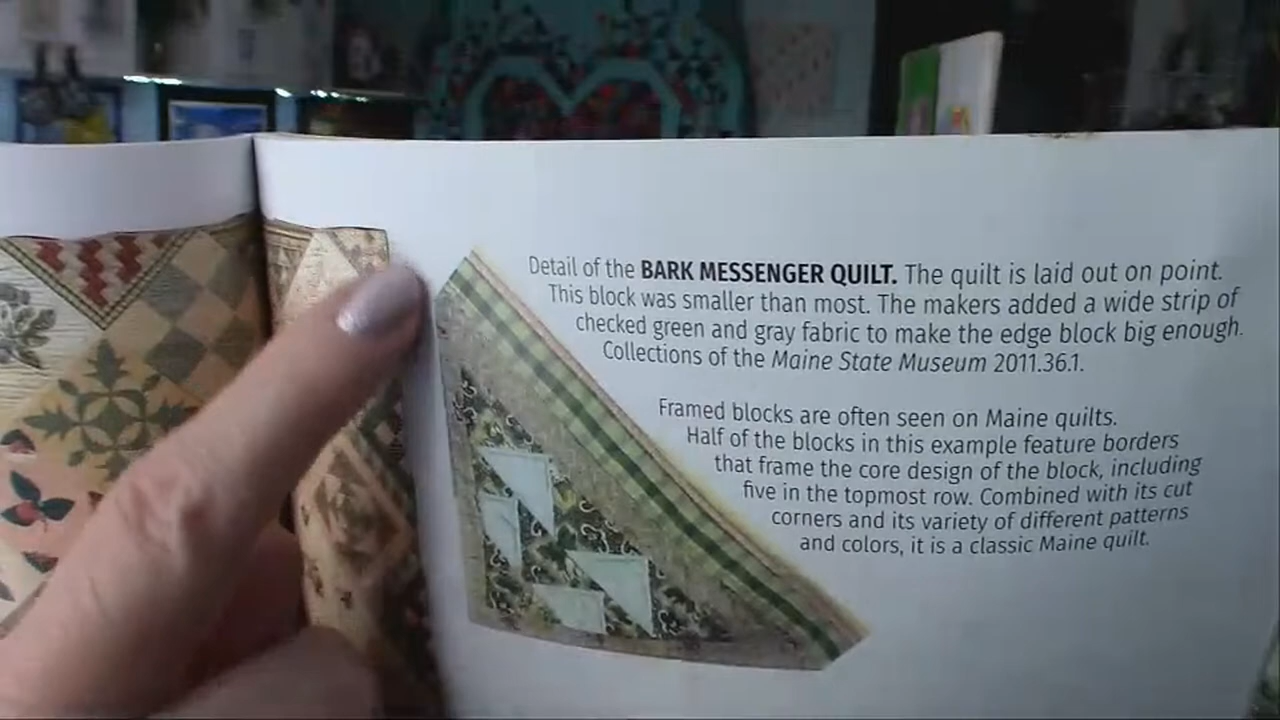 Detail of the BARK MESSENGER QUILT. The quilt is laid out on point.
This block was smaller than most. The makers added a wide strip of
checked green and gray fabric to make the edge block big enough.
Collections of the Maine State Museum 2011.36.1.
Framed blocks are often seen on Maine quilts.
Half of the blocks in this example feature borders
that frame the core design of the block, including
five in the topmost row. Combined with its cut
corners and its variety of different patterns
and colors, it is a classic Maine quilt.